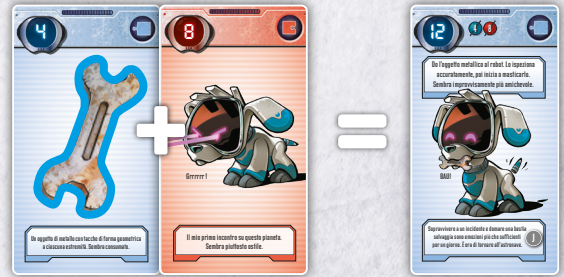 4
Un oggetto di metallo con tacche di forma geometrica
a ciascuna estremità. Sembra consumato.
8
Grrrrrr !
Il mio primo incontro su questo pianeta.
Sembra piuttosto ostile.
12
4 8
Do l'oggetto metallico al robot. Lo ispeziona
accuratamente, poi inizia a masticarlo.
Sembra improvvisamente più amichevole.
BAU!
Sopravvivere a un incidente e domare una bestia
selvaggia sono emozioni più che sufficienti
per un giorno. È ora di tornare all'astronave.